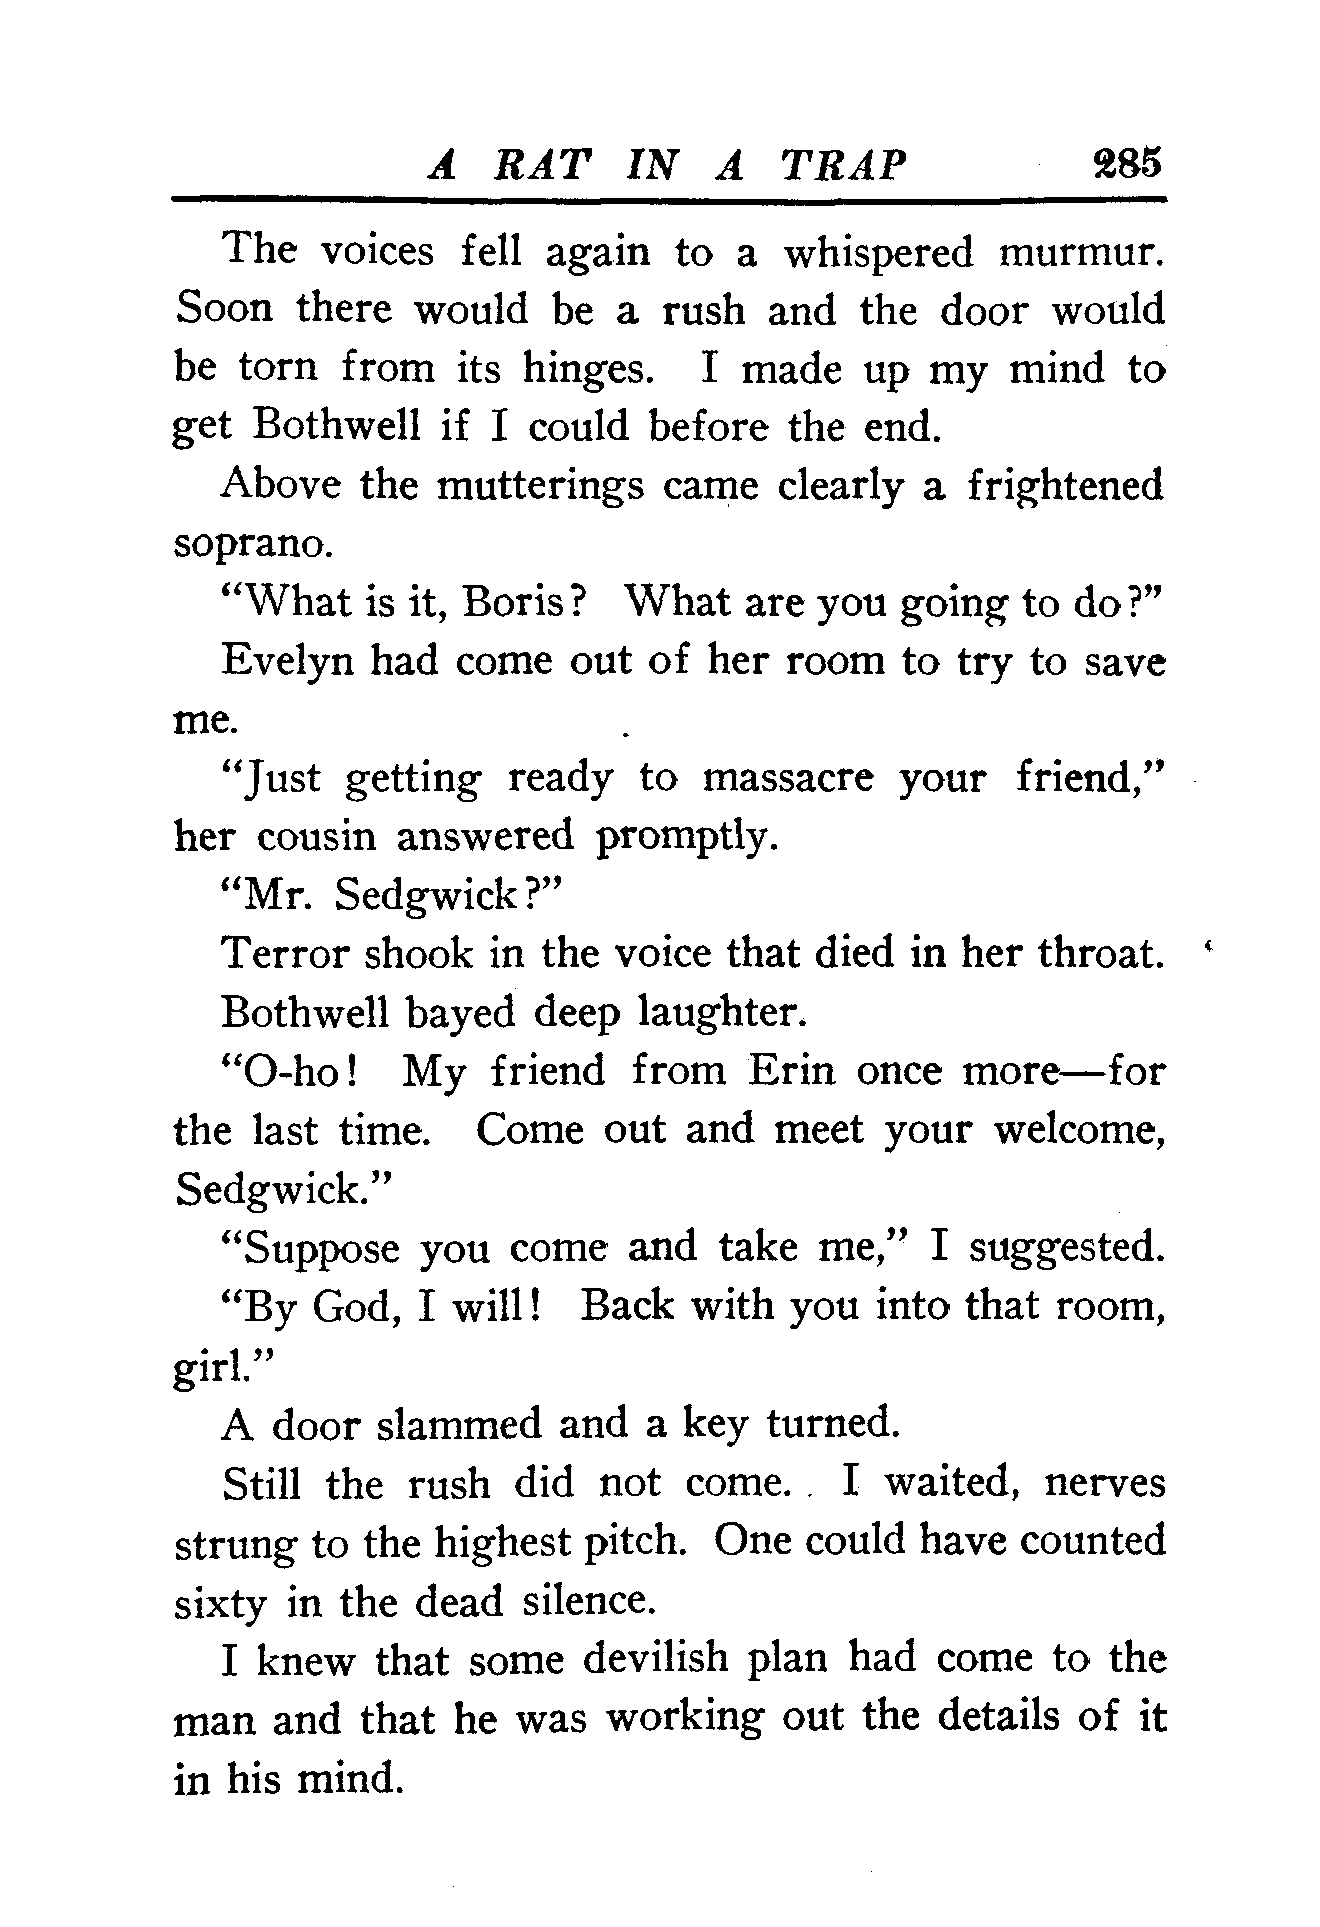 A RAT IN A TRAP 285
The voices fell again to a whispered murmur.
Soon there would be a rush and the door would
be torn from its hinges. I made up my mind to
get Bothwell if I could before the end.
Above the mutterings came clearly a frightened
soprano.
"What is it, Boris? What are you going to do?"
Evelyn had come out of her room to try to save
me.
"Just getting ready to massacre your friend,"
her cousin answered promptly.
"Mr. Sedgwick?"
Terror shook in the voice that died in her throat.
Bothwell bayed deep laughter.
"O-ho! My friend from Erin once more—for
the last time. Come out and meet your welcome,
Sedgwick."
"Suppose you come and take me," I suggested.
"By God, I will! Back with you into that room,
girl."
A door slammed and a key turned.
Still the rush did not come. I waited, nerves
strung to the highest pitch. One could have counted
sixty in the dead silence.
I knew that some devilish plan had come to the
man and that he was working out the details of it
in his mind.